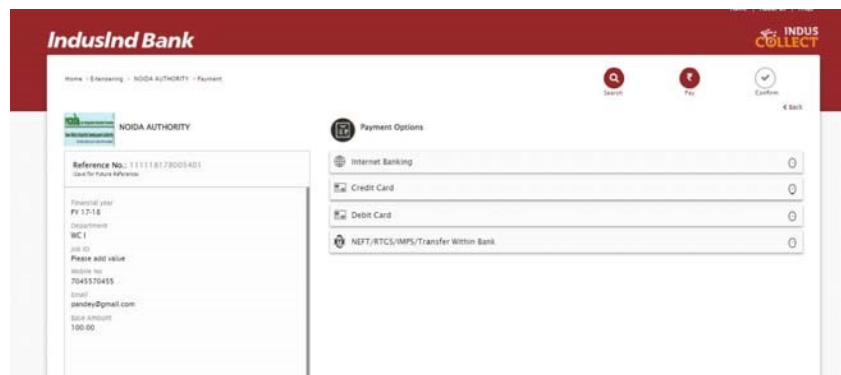 IndusInd Bank
INDUS
COLLECT
Home > Etendering > NOIDA AUTHORITY > Payment
Search
Pay
Confirm
< Back
NOIDA AUTHORITY
Payment Options
Reference No.: 111118178005401
(Save for Future Reference)
Internet Banking
Credit Card
Debit Card
NEFT/RTGS/IMPS/Transfer Within Bank
Financial year
FY 17-18
Department
WC I
Job ID
Please add value
Mobile No
7045570455
Email
pandey@gmail.com
Base Amount
100.00